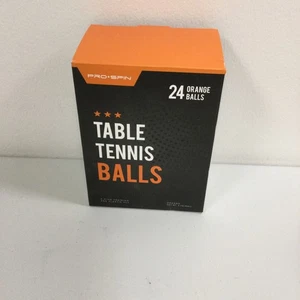 PRO•SPIN
24 ORANGE
BALLS
TABLE
TENNIS
BALLS